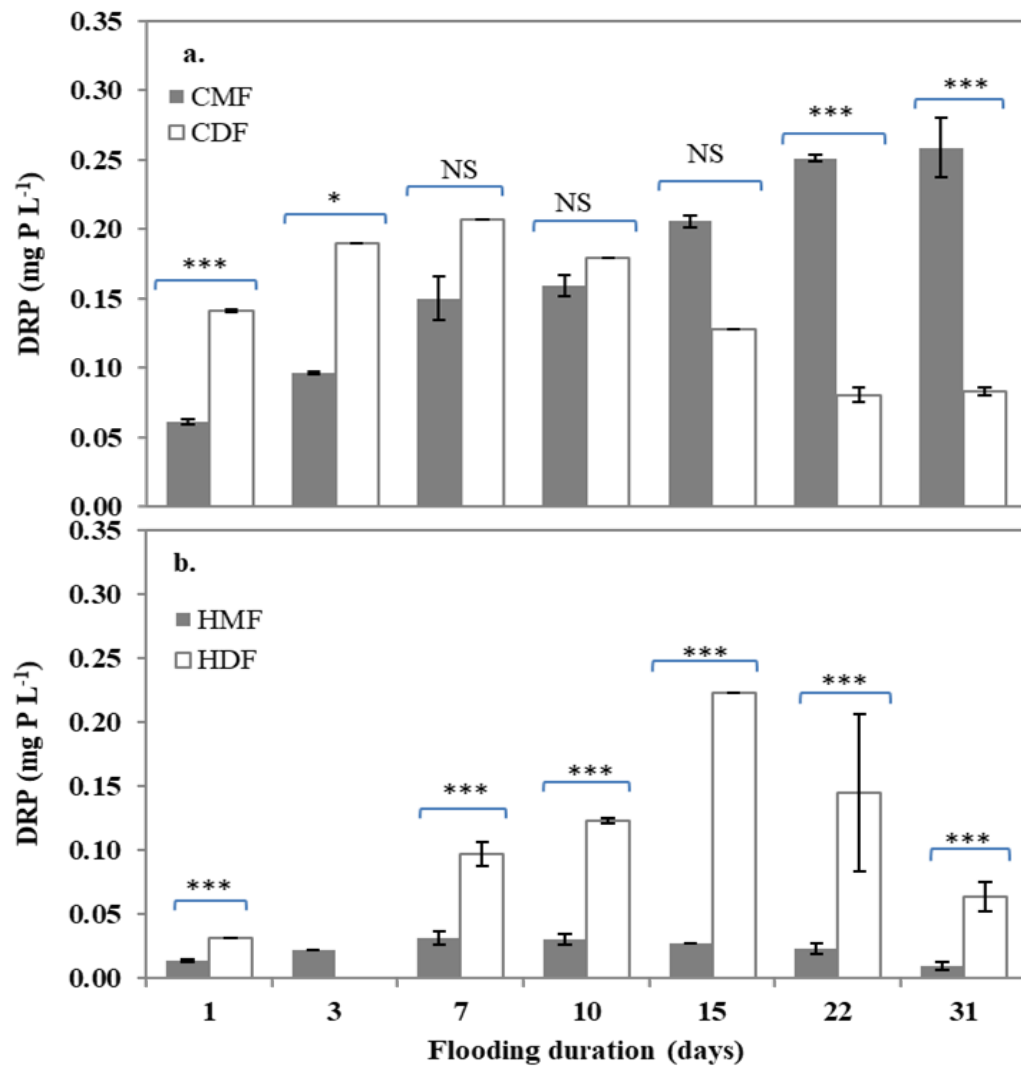 a.
CMF
CDF
DRP (mg P L⁻¹)
0.35
0.30
0.25
0.20
0.15
0.10
0.05
0.00
***
*
NS
NS
NS
***
***
b.
HMF
HDF
DRP (mg P L⁻¹)
0.35
0.30
0.25
0.20
0.15
0.10
0.05
0.00
***
***
***
***
***
***
1 3 7 10 15 22 31
Flooding duration (days)